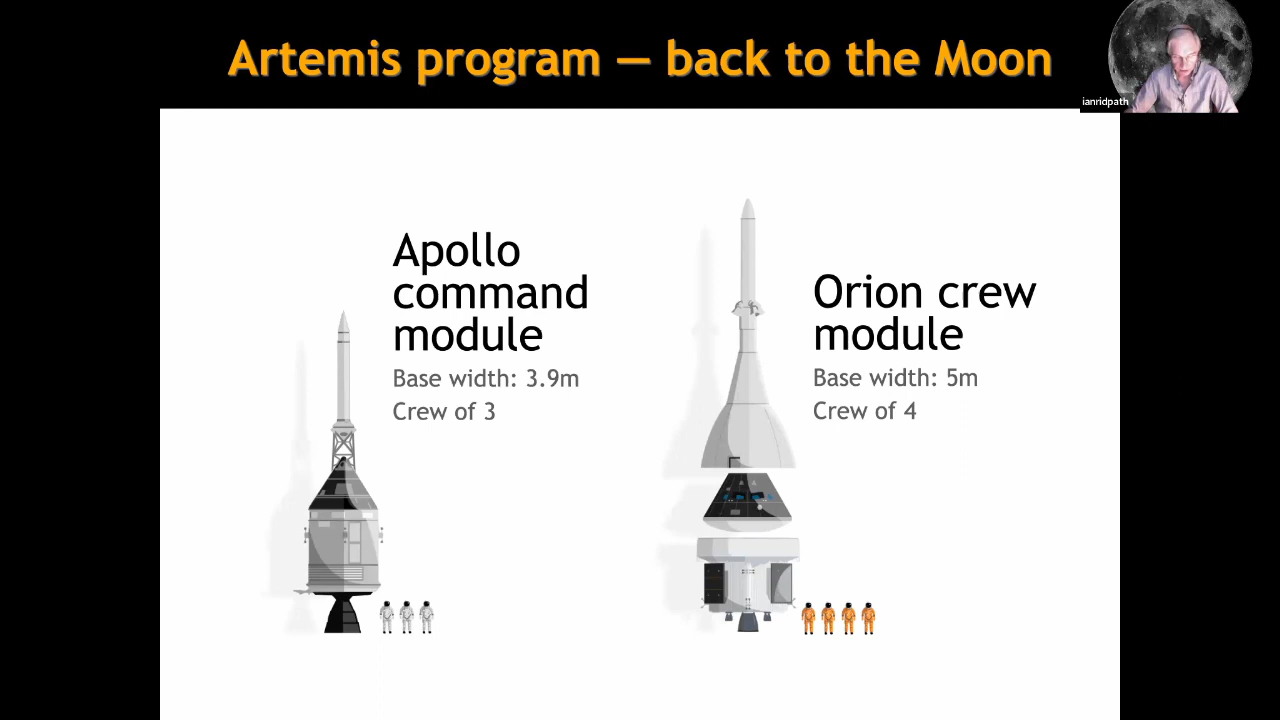 Artemis program — back to the Moon
ianridpath
Apollo
command
module
Base width: 3.9m
Crew of 3
Orion crew
module
Base width: 5m
Crew of 4